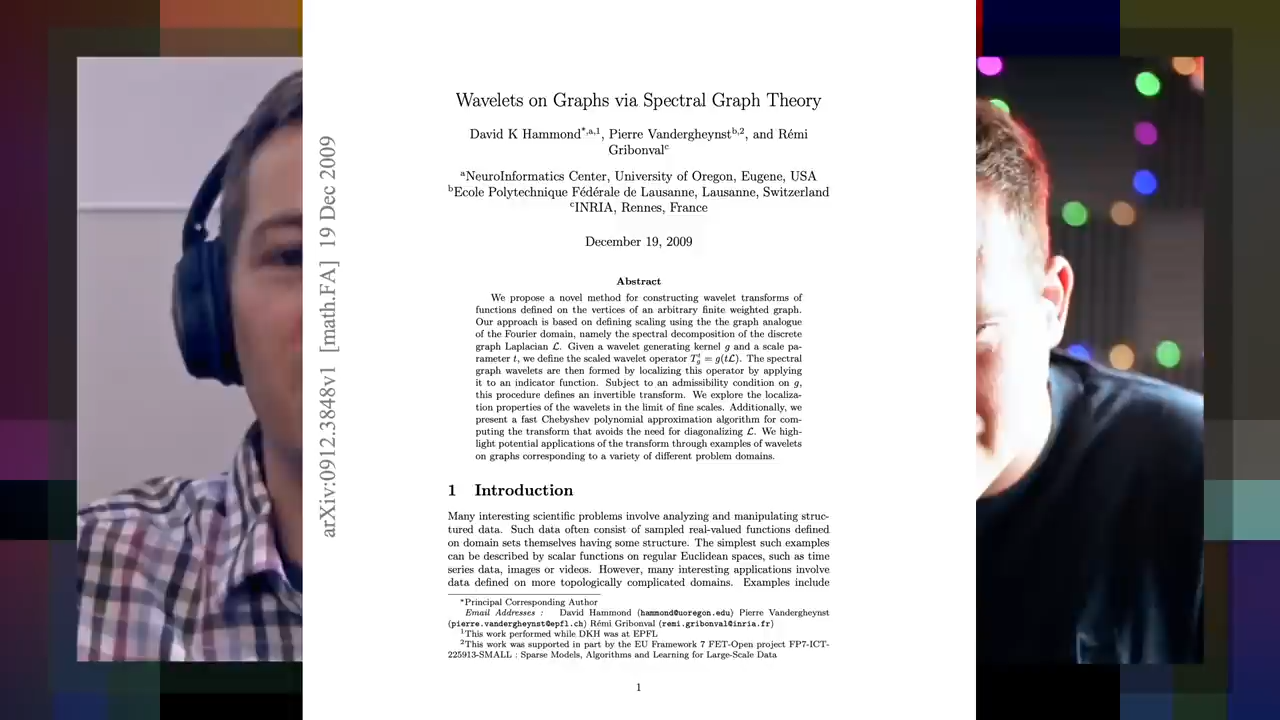 Wavelets on Graphs via Spectral Graph Theory
David K Hammond*,a,1, Pierre Vandergheynstb,2, and Rémi
Gribonvalc
aNeuroInformatics Center, University of Oregon, Eugene, USA
bEcole Polytechnique Fédérale de Lausanne, Lausanne, Switzerland
cINRIA, Rennes, France
December 19, 2009
Abstract
We propose a novel method for constructing wavelet transforms of
functions defined on the vertices of an arbitrary finite weighted graph.
Our approach is based on defining scaling using the the graph analogue
of the Fourier domain, namely the spectral decomposition of the discrete
graph Laplacian ℒ. Given a wavelet generating kernel g and a scale pa-
rameter t, we define the scaled wavelet operator T_g^t = g(tℒ). The spectral
graph wavelets are then formed by localizing this operator by applying
it to an indicator function. Subject to an admissibility condition on g,
this procedure defines an invertible transform. We explore the localiza-
tion properties of the wavelets in the limit of fine scales. Additionally, we
present a fast Chebyshev polynomial approximation algorithm for com-
puting the transform that avoids the need for diagonalizing ℒ. We high-
light potential applications of the transform through examples of wavelets
on graphs corresponding to a variety of different problem domains.
1 Introduction
Many interesting scientific problems involve analyzing and manipulating struc-
tured data. Such data often consist of sampled real-valued functions defined
on domain sets themselves having some structure. The simplest such examples
can be described by scalar functions on regular Euclidean spaces, such as time
series data, images or videos. However, many interesting applications involve
data defined on more topologically complicated domains. Examples include
*Principal Corresponding Author
Email Addresses : David Hammond (hammond@uoregon.edu) Pierre Vandergheynst
(pierre.vandergheynst@epfl.ch) Rémi Gribonval (remi.gribonval@inria.fr)
1This work performed while DKH was at EPFL
2This work was supported in part by the EU Framework 7 FET-Open project FP7-ICT-
225913-SMALL : Sparse Models, Algorithms and Learning for Large-Scale Data
1
arXiv:0912.3848v1 [math.FA] 19 Dec 2009